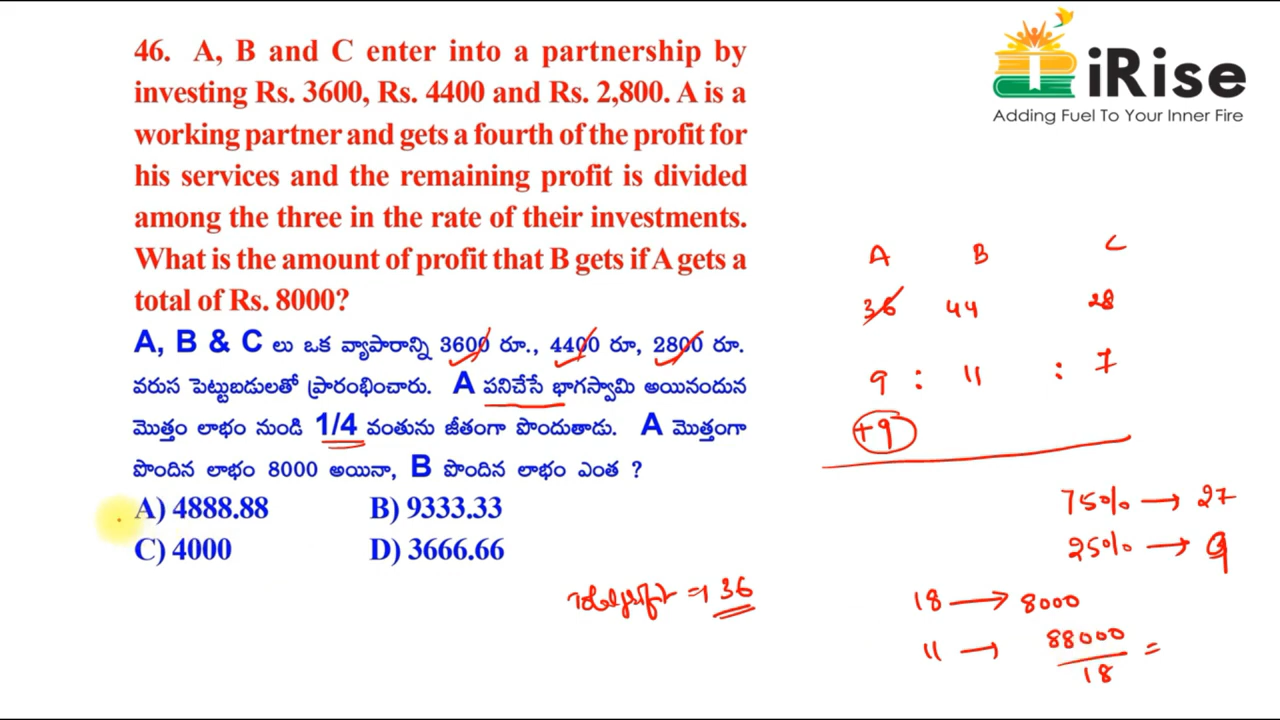 46. A, B and C enter into a partnership by
investing Rs. 3600, Rs. 4400 and Rs. 2,800. A is a
working partner and gets a fourth of the profit for
his services and the remaining profit is divided
among the three in the rate of their investments.
What is the amount of profit that B gets if A gets a
total of Rs. 8000?
A, B & C లు ఒక వ్యాపారాన్ని 3600 రూ., 4400 రూ, 2800 రూ.
వరుస పెట్టుబడులతో ప్రారంభించారు. A పనిచేసే భాగస్వామి అయినందున
మొత్తం లాభం నుండి 1/4 వంతును జీతంగా పొందుతాడు. A మొత్తంగా
పొందిన లాభం 8000 అయినా, B పొందిన లాభం ఎంత ?
A) 4888.88 B) 9333.33
C) 4000 D) 3666.66
iRise
Adding Fuel To Your Inner Fire
A B C
36 44 28
9 : 11 : 7
+9
75% → 27
25% → 9
= 36
18 → 8000
11 → 88000 =
18